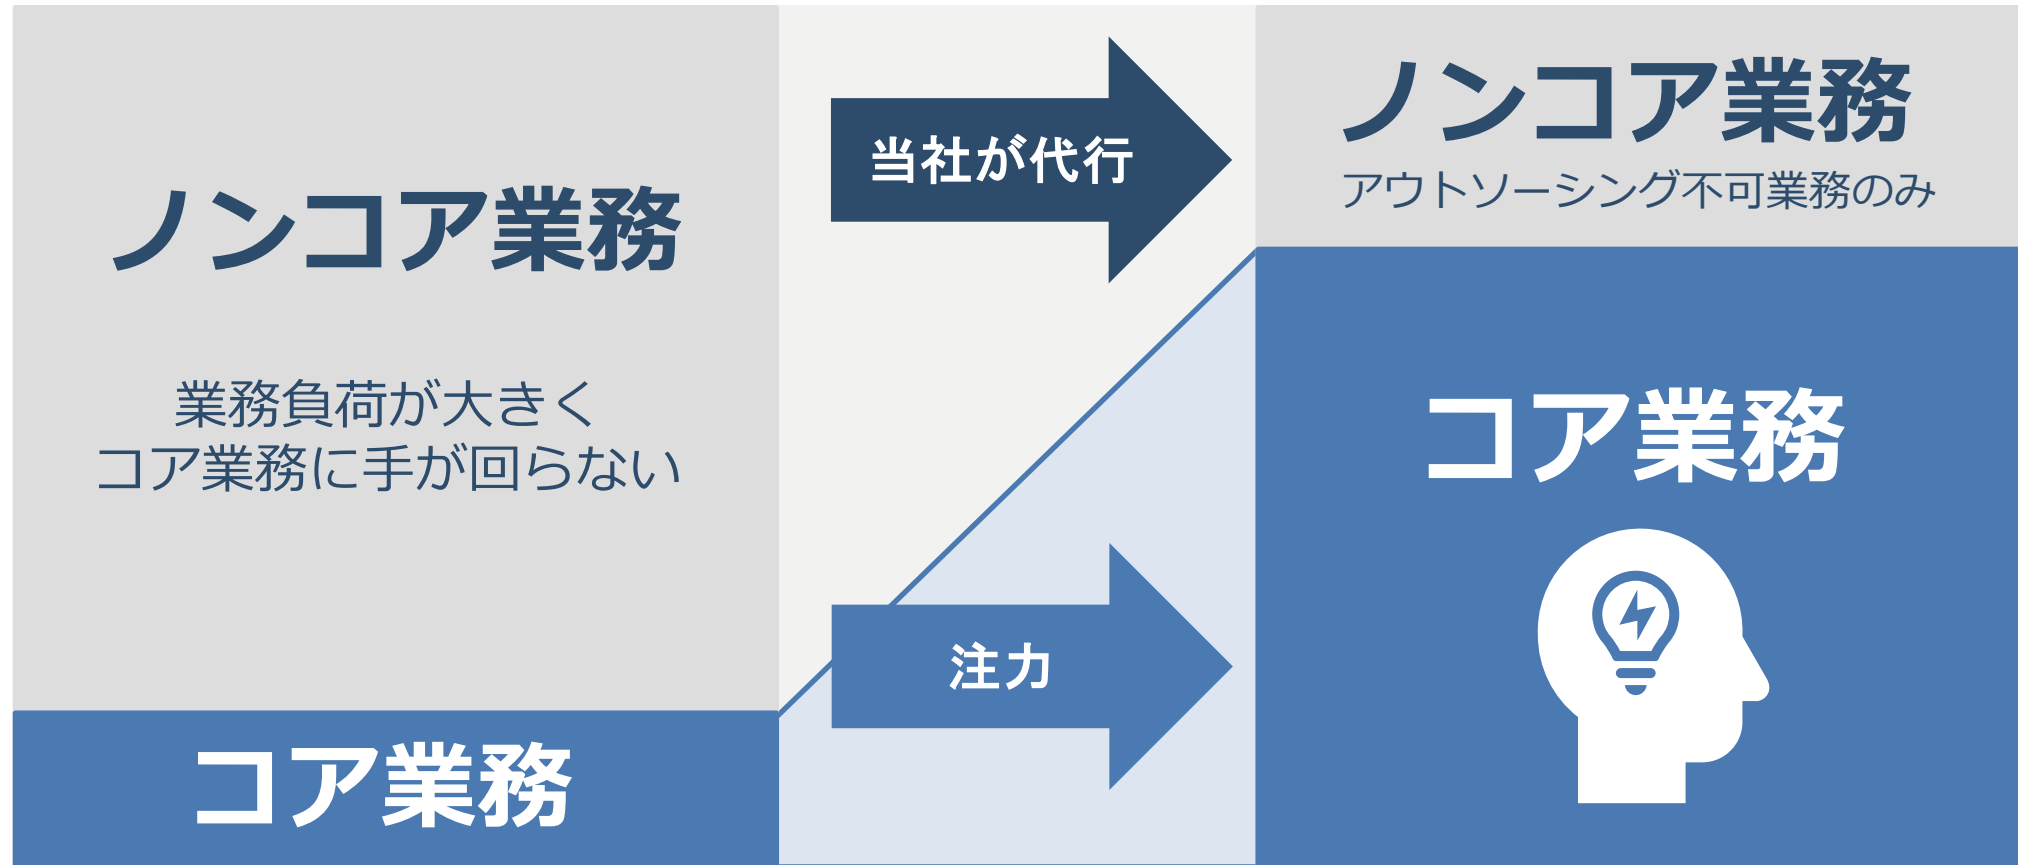 ノンコア業務
業務負荷が大きく
コア業務に手が回らない
コア業務
当社が代行
注力
ノンコア業務
アウトソーシング不可業務のみ
コア業務